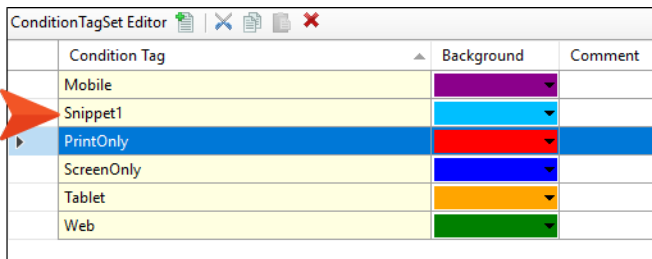 ConditionTagSet Editor
Condition Tag Background Comment
Mobile
Snippet1
PrintOnly
ScreenOnly
Tablet
Web